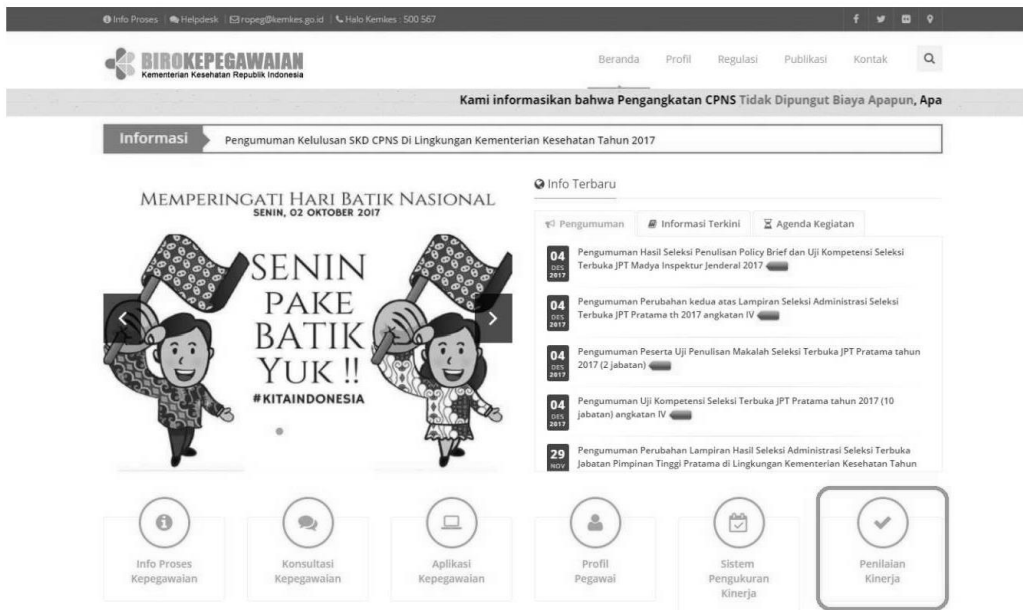 Info Proses
Helpdesk
ropeg@kemkes.go.id
Halo Kemkes : 500 567
BIROKEPEGAWAIAN
Kementerian Kesehatan Republik Indonesia
Beranda
Profil
Regulasi
Publikasi
Kontak
Kami informasikan bahwa Pengangkatan CPNS Tidak Dipungut Biaya Apapun, Apa
Informasi
Pengumuman Kelulusan SKD CPNS Di Lingkungan Kementerian Kesehatan Tahun 2017
MEMPERINGATI HARI BATIK NASIONAL
SENIN, 02 OKTOBER 2017
SENIN
PAKE
BATIK
YUK !!
#KITAINDONESIA
Info Terbaru
Pengumuman
Informasi Terkini
Agenda Kegiatan
04
DES
2017
Pengumuman Hasil Seleksi Penulisan Policy Brief dan Uji Kompetensi Seleksi
Terbuka JPT Madya Inspektur Jenderal 2017
04
DES
2017
Pengumuman Perubahan kedua atas Lampiran Seleksi Administrasi Seleksi
Terbuka JPT Pratama th 2017 angkatan IV
04
DES
2017
Pengumuman Peserta Uji Penulisan Makalah Seleksi Terbuka JPT Pratama tahun
2017 (2 jabatan)
04
DES
2017
Pengumuman Uji Kompetensi Seleksi Terbuka JPT Pratama tahun 2017 (10
jabatan) angkatan IV
29
NOV
Pengumuman Perubahan Lampiran Hasil Seleksi Administrasi Seleksi Terbuka
Jabatan Pimpinan Tinggi Pratama di Lingkungan Kementerian Kesehatan Tahun
Info Proses
Kepegawaian
Konsultasi
Kepegawaian
Aplikasi
Kepegawaian
Profil
Pegawai
Sistem
Pengukuran
Kinerja
Penilaian
Kinerja